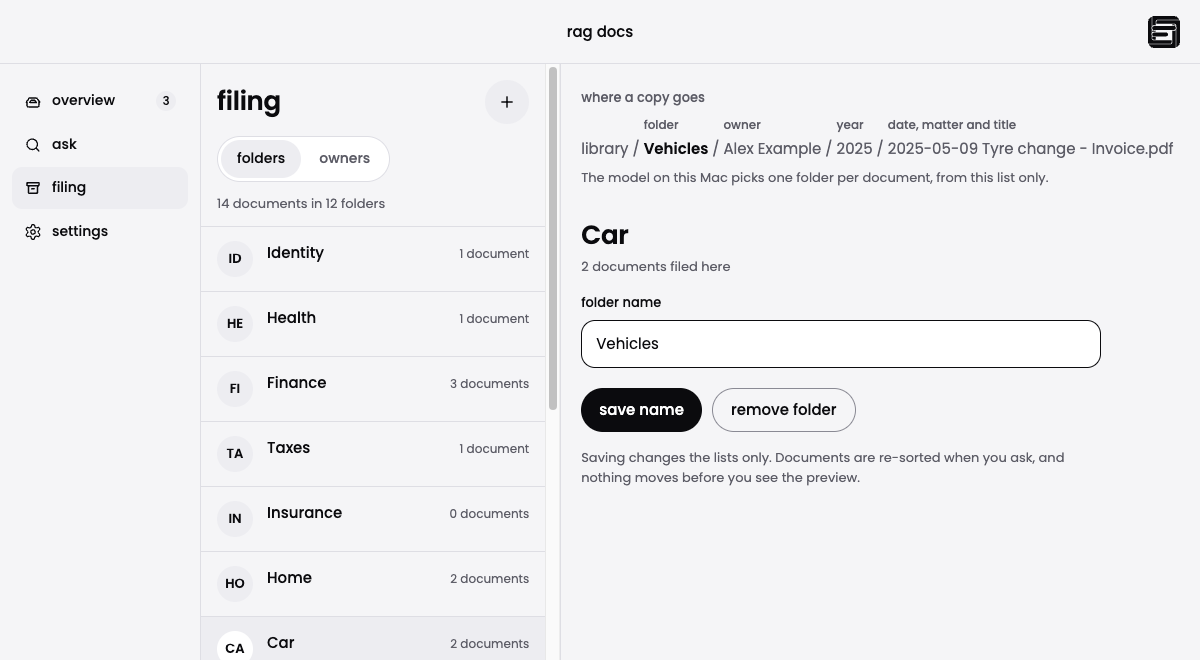 rag docs
overview 3
ask
filing
settings
filing
+
folders owners
14 documents in 12 folders
ID Identity 1 document
HE Health 1 document
FI Finance 3 documents
TA Taxes 1 document
IN Insurance 0 documents
HO Home 2 documents
CA Car 2 documents
where a copy goes
folder owner year date, matter and title
library / Vehicles / Alex Example / 2025 / 2025-05-09 Tyre change - Invoice.pdf
The model on this Mac picks one folder per document, from this list only.
Car
2 documents filed here
folder name
Vehicles
save name remove folder
Saving changes the lists only. Documents are re-sorted when you ask, and
nothing moves before you see the preview.